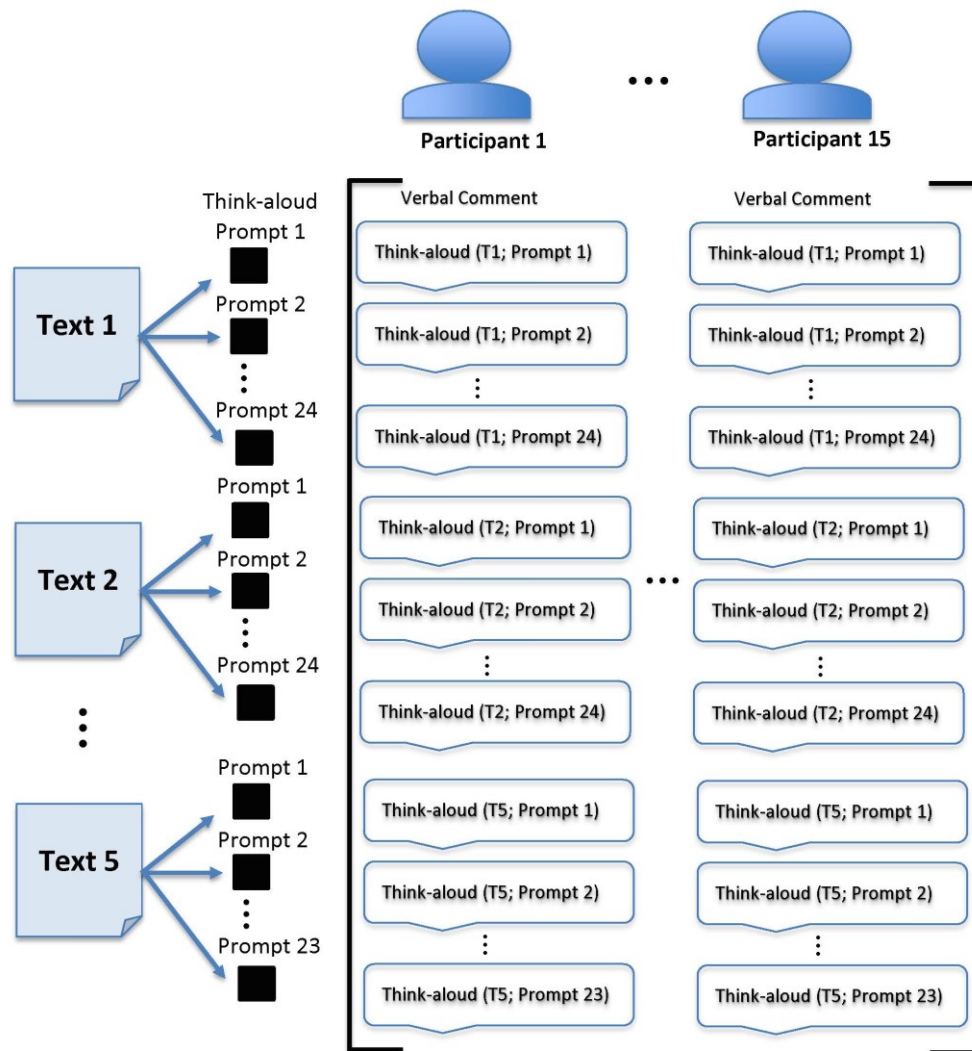 Participant 1
...
Participant 15
Think-aloud
Prompt 1
Prompt 2
Prompt 24
Text 1
Prompt 1
Prompt 2
Prompt 24
Text 2
Prompt 1
Prompt 2
Prompt 23
Text 5
Verbal Comment
Think-aloud (T1; Prompt 1)
Think-aloud (T1; Prompt 2)
Think-aloud (T1; Prompt 24)
Think-aloud (T2; Prompt 1)
Think-aloud (T2; Prompt 2)
Think-aloud (T2; Prompt 24)
Think-aloud (T5; Prompt 1)
Think-aloud (T5; Prompt 2)
Think-aloud (T5; Prompt 23)
...
Verbal Comment
Think-aloud (T1; Prompt 1)
Think-aloud (T1; Prompt 2)
Think-aloud (T1; Prompt 24)
Think-aloud (T2; Prompt 1)
Think-aloud (T2; Prompt 2)
Think-aloud (T2; Prompt 24)
Think-aloud (T5; Prompt 1)
Think-aloud (T5; Prompt 2)
Think-aloud (T5; Prompt 23)